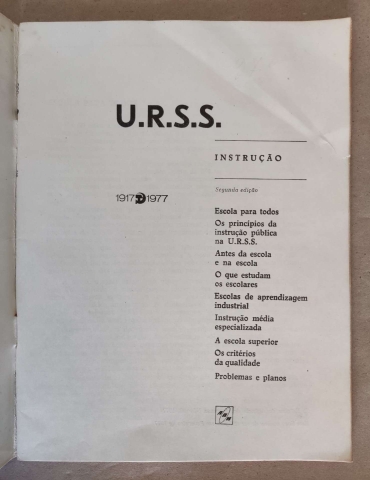 U.R.S.S.
INSTRUÇÃO
Segunda edição
1917 1977
Escola para todos
Os princípios da
instrução pública
na U.R.S.S.
Antes da escola
e na escola
O que estudam
os escolares
Escolas de aprendizagem
industrial
Instrução média
especializada
A escola superior
Os critérios
da qualidade
Problemas e planos